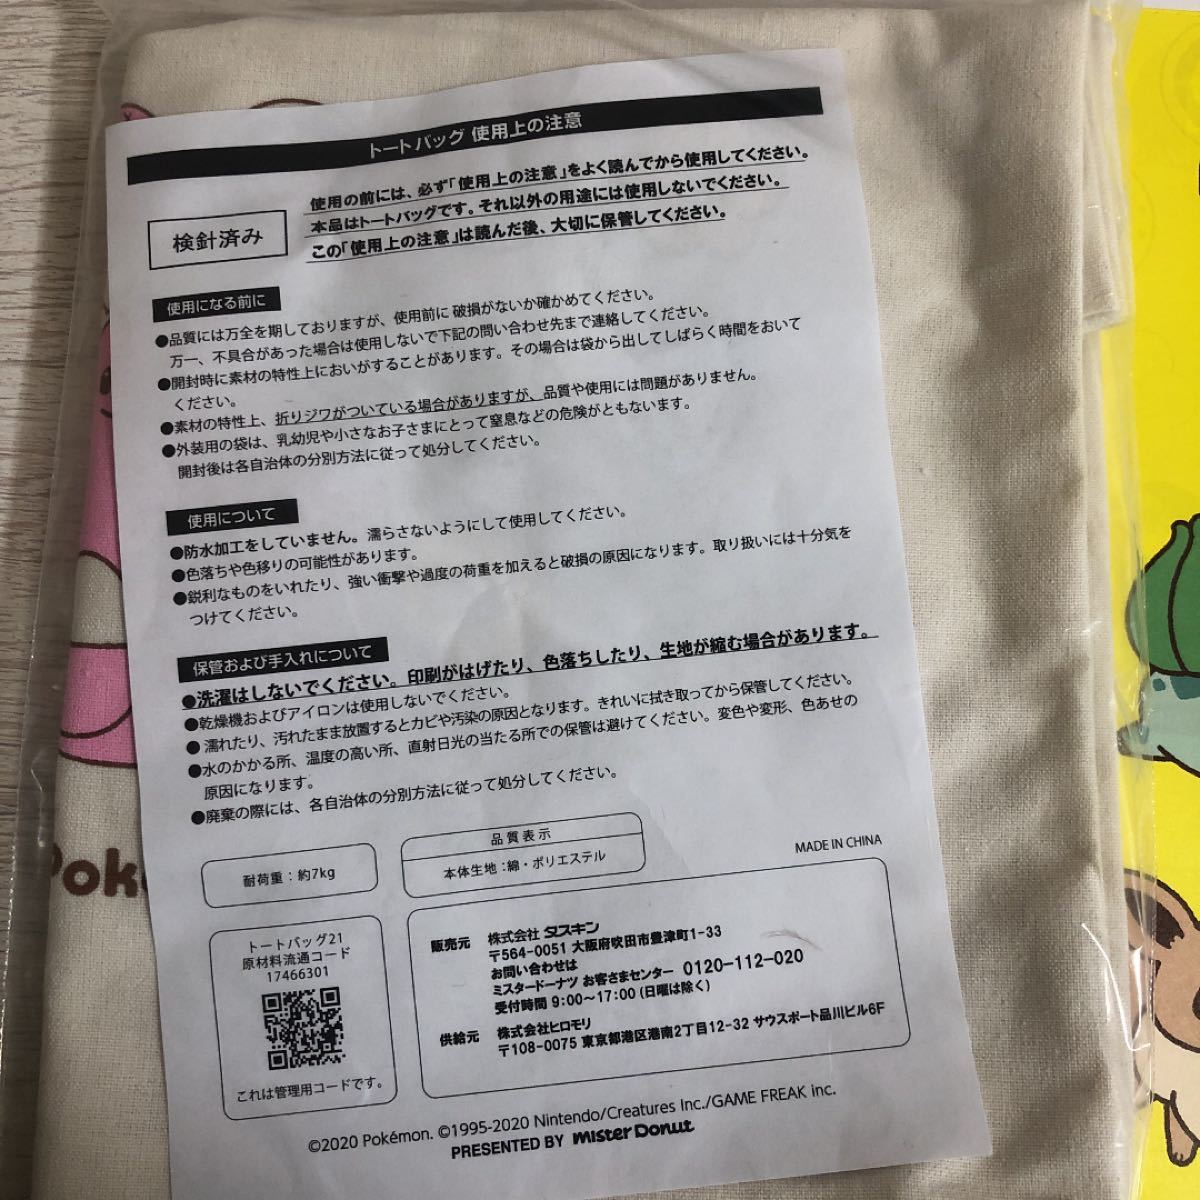 トートバッグ 使用上の注意
検針済み
使用の前には、必ず「使用上の注意」をよく読んでから使用してください。
本品はトートバッグです。それ以外の用途には使用しないでください。
この「使用上の注意」は読んだ後、大切に保管してください。
使用になる前に
●品質には万全を期しておりますが、使用前に 破損がないか確かめてください。
万一、不具合があった場合は使用しないで下記の問い合わせ先まで連絡してください。
●開封時に素材の特性上においがすることがあります。その場合は袋から出してしばらく時間をおいて
ください。
●素材の特性上、折りジワがついている場合がありますが、品質や使用には問題がありません。
●外装用の袋は、乳幼児や小さなお子さまにとって窒息などの危険がともないます。
開封後は各自治体の分別方法に従って処分してください。
使用について
●防水加工をしていません。濡らさないようにして使用してください。
●色落ちや色移りの可能性があります。
●鋭利なものをいれたり、強い衝撃や過度の荷重を加えると破損の原因になります。取り扱いには十分気を
つけてください。
保管および手入れについて
●洗濯はしないでください。印刷がはげたり、色落ちしたり、生地が縮む場合があります。
●乾燥機およびアイロンは使用しないでください。
●濡れたり、汚れたまま放置するとカビや汚染の原因となります。きれいに拭き取ってから保管してください。
●水のかかる所、温度の高い所、直射日光の当たる所での保管は避けてください。変色や変形、色あせの
原因になります。
●廃棄の際には、各自治体の分別方法に従って処分してください。
耐荷重：約7kg
品質表示
本体生地：綿・ポリエステル
MADE IN CHINA
トートバッグ21
原材料流通コード
17466301
これは管理用コードです。
販売元 株式会社 ダスキン
〒564-0051 大阪府吹田市豊津町1-33
お問い合わせは
ミスタードーナツ お客さまセンター 0120-112-020
受付時間 9:00～17:00 (日曜は除く)
供給元 株式会社ヒロモリ
〒108-0075 東京都港区港南2丁目12-32 サウスポート品川ビル6F
©2020 Pokémon. ©1995-2020 Nintendo/Creatures Inc./GAME FREAK inc.
PRESENTED BY mister Donut
Pok